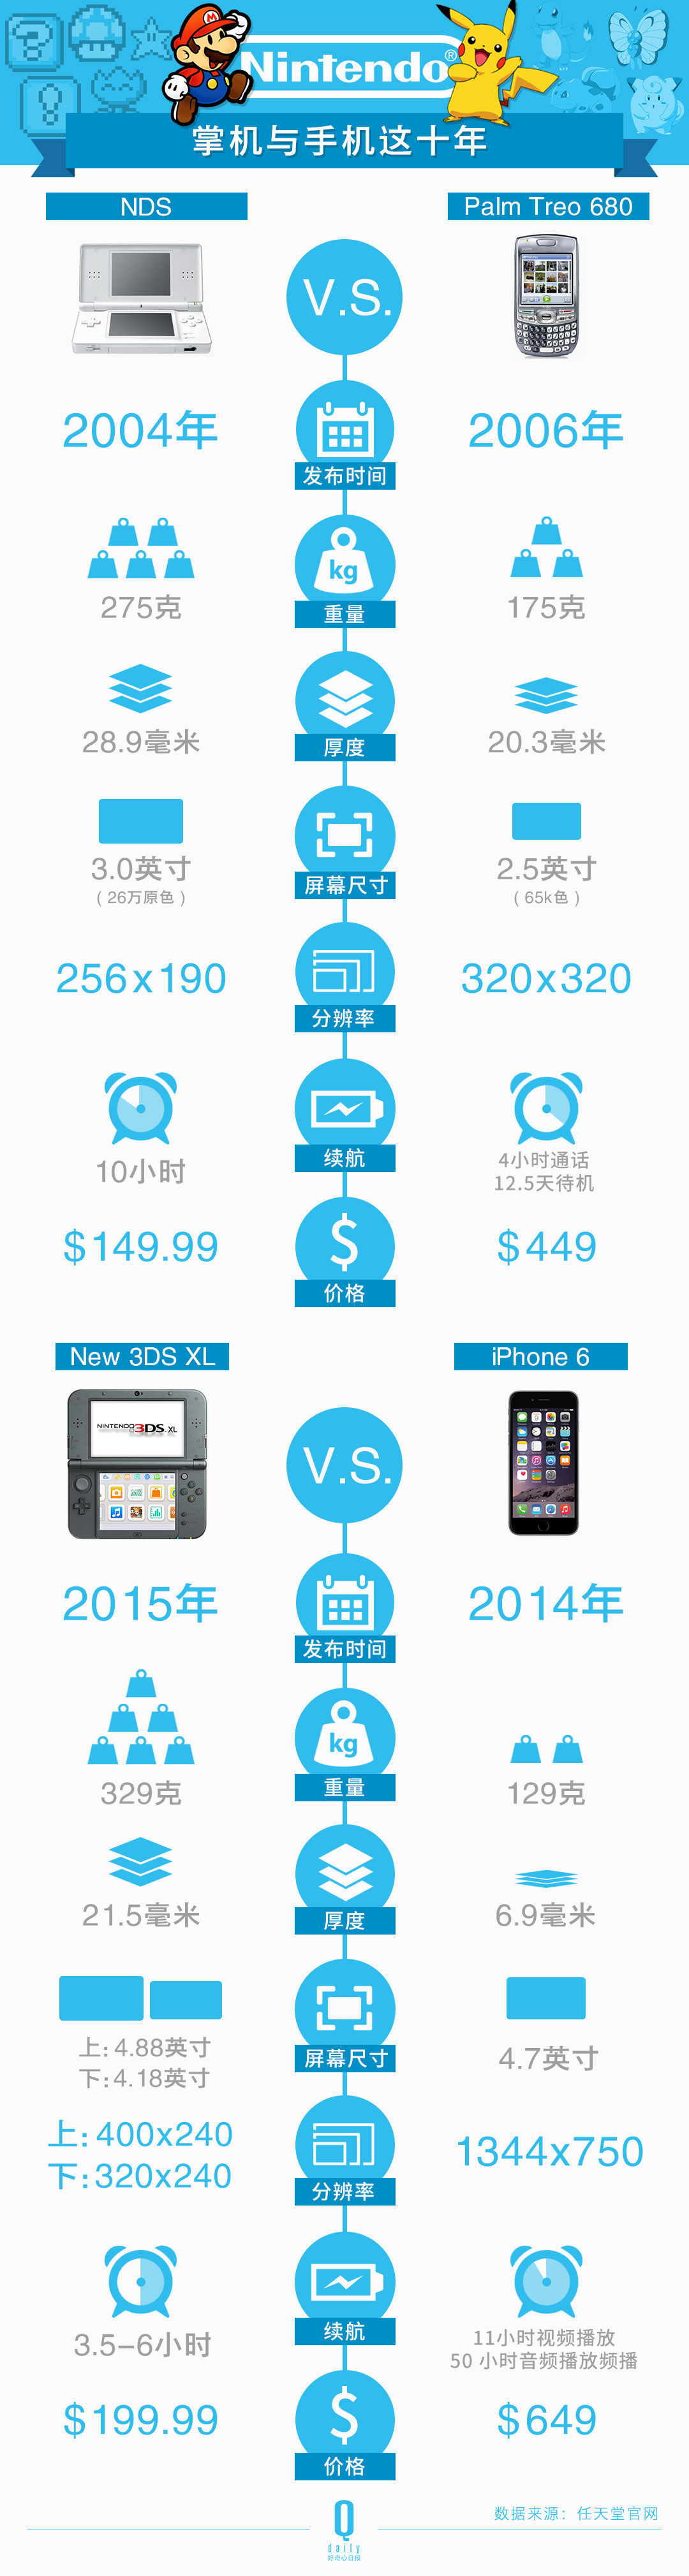 Nintendo®
掌机与手机这十年
NDS
Palm Treo 680
V.S.
2004年
发布时间
2006年
kg
275克
重量
175克
28.9毫米
厚度
20.3毫米
3.0英寸
(26万原色)
屏幕尺寸
2.5英寸
(65k色)
256x190
分辨率
320x320
10小时
续航
4小时通话
12.5天待机
$149.99
$
价格
$449
New 3DS XL
iPhone 6
NINTENDO3DS XL
V.S.
2015年
发布时间
2014年
kg
329克
重量
129克
21.5毫米
厚度
6.9毫米
上:4.88英寸
下:4.18英寸
屏幕尺寸
4.7英寸
上:400x240
下:320x240
分辨率
1344x750
3.5-6小时
续航
11小时视频播放
50 小时音频播放频播
$199.99
$
价格
$649
数据来源：任天堂官网
Q
daily
好奇心日报